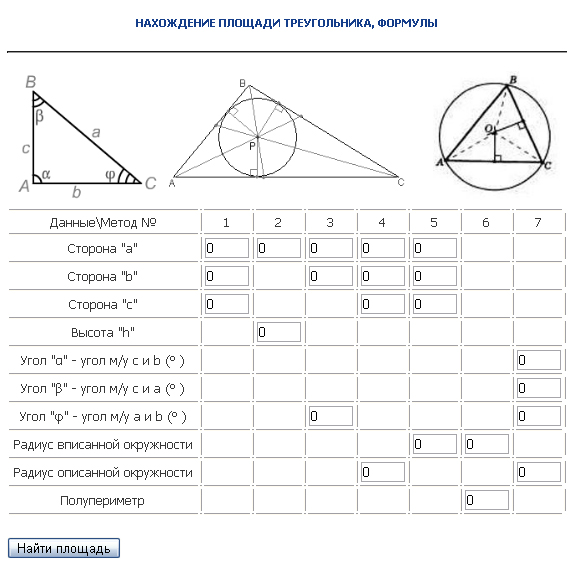 НАХОЖДЕНИЕ ПЛОЩАДИ ТРЕУГОЛЬНИКА, ФОРМУЛЫ
B β a c A α b φ C
B P A C
B O A C
Данные\Метод № 1 2 3 4 5 6 7
Сторона "a" 0 0 0 0 0
Сторона "b" 0 0 0 0
Сторона "c" 0 0 0
Высота "h" 0
Угол "α" - угол м/у c и b (° ) 0
Угол "β" - угол м/у c и a (° ) 0
Угол "φ" - угол м/у a и b (° ) 0 0
Радиус вписанной окружности 0 0
Радиус описанной окружности 0 0
Полупериметр 0
Найти площадь